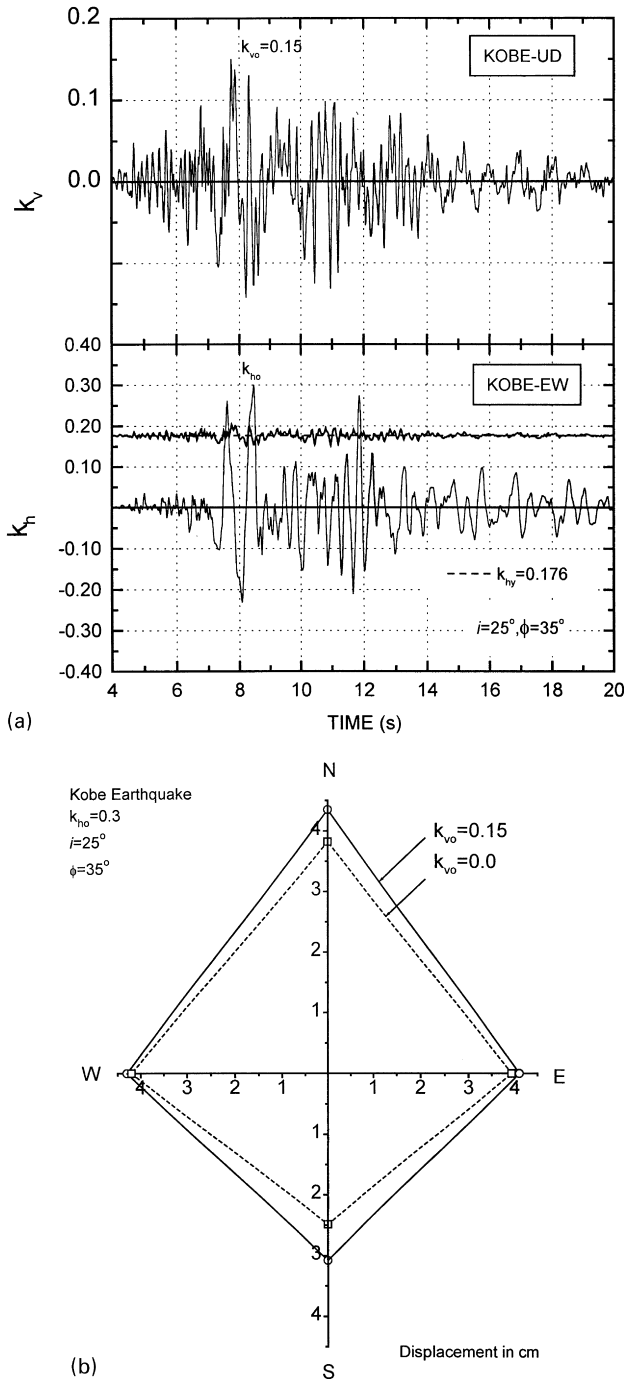 0.2
k_vo=0.15
KOBE-UD
0.1
0.0
k_v
0.40
k_ho
0.30
KOBE-EW
0.20
0.10
0.00
k_h
-0.10
k_hy=0.176
-0.20
-0.30
i=25°,ϕ=35°
-0.40
4 6 8 10 12 14 16 18 20
(a)
TIME (s)
N
Kobe Earthquake
k_ho=0.3
i=25°
ϕ=35°
4
k_vo=0.15
k_vo=0.0
3
2
1
W
4 3 2 1 1 2 3 4
E
1
2
3
4
Displacement in cm
(b)
S